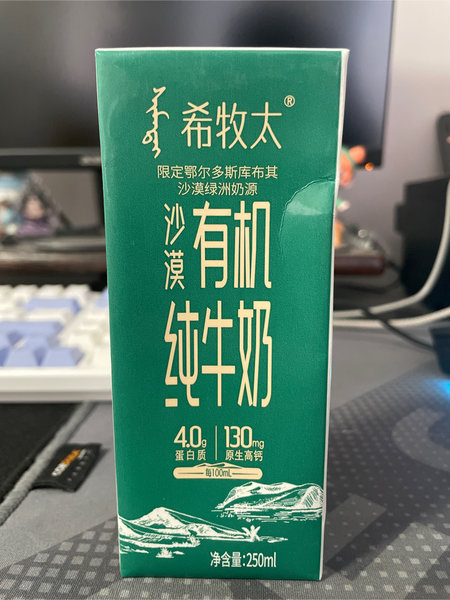 希牧太®
限定鄂尔多斯库布其
沙漠绿洲奶源
沙漠有机
纯牛奶
4.0g 130mg
蛋白质 原生高钙
每100mL
净含量:250ml